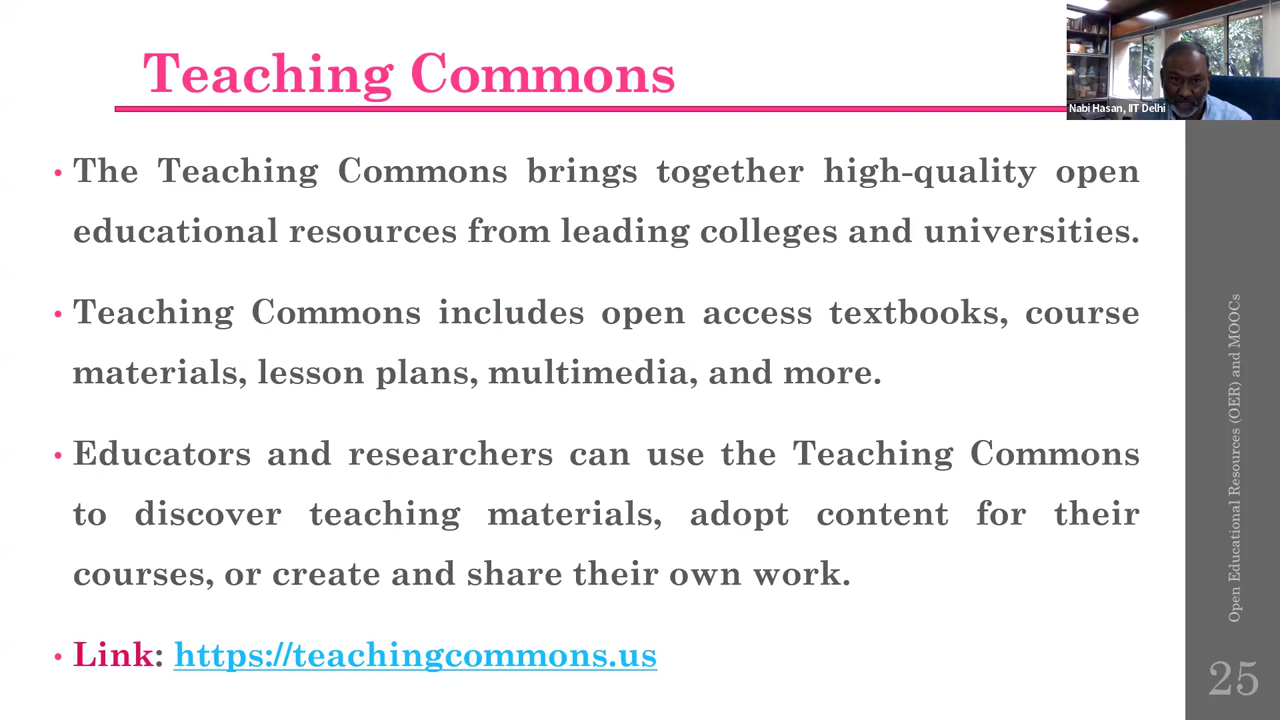 Teaching Commons
Nabi Hasan, IIT Delhi
• The Teaching Commons brings together high-quality open
educational resources from leading colleges and universities.
• Teaching Commons includes open access textbooks, course
materials, lesson plans, multimedia, and more.
• Educators and researchers can use the Teaching Commons
to discover teaching materials, adopt content for their
courses, or create and share their own work.
• Link: https://teachingcommons.us
Open Educational Resources (OER) and MOOCs
25